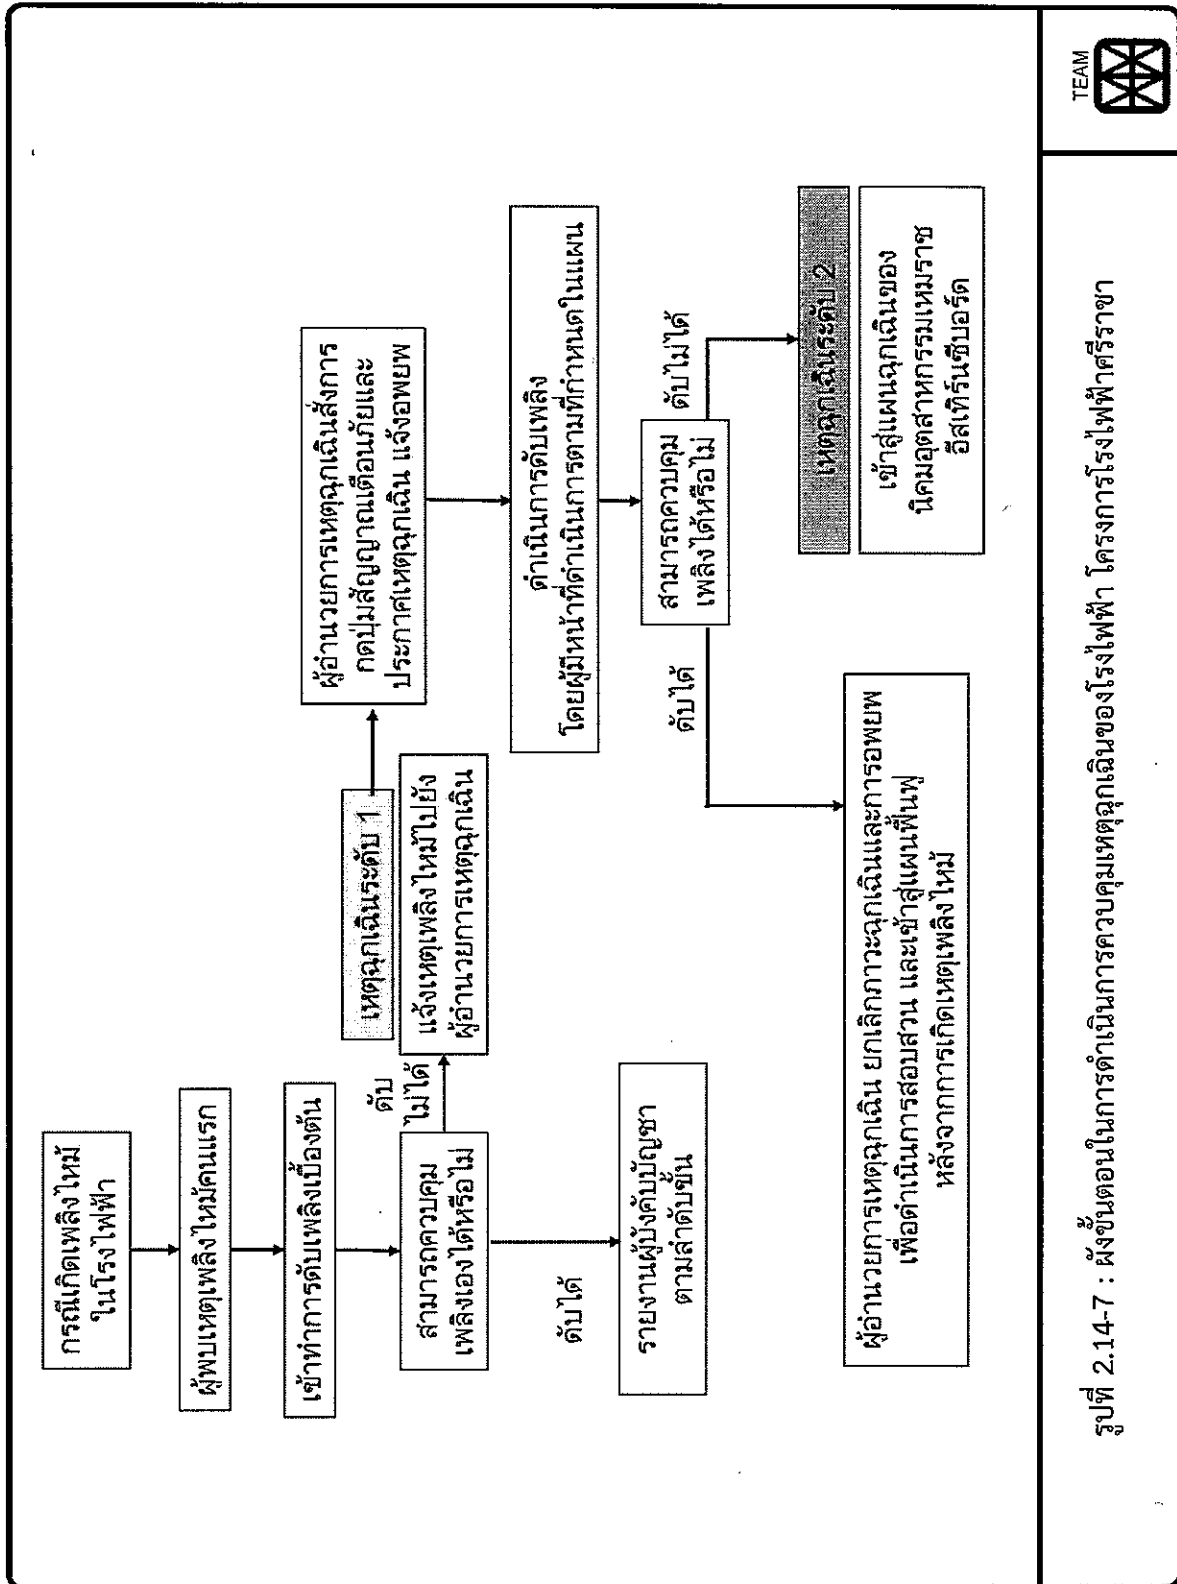 กรณีเกิดเพลิงไหม้
ในโรงไฟฟ้า
ผู้พบเหตุเพลิงไหม้คนแรก
เข้าทำการดับเพลิงเบื้องต้น
สามารถควบคุม
เพลิงเองได้หรือไม่
ดับ
ไม่ได้
ดับได้
รายงานผู้บังคับบัญชา
ตามลำดับขั้น
เหตุฉุกเฉินระดับ 1
แจ้งเหตุเพลิงไหม้ไปยัง
ผู้อำนวยการเหตุฉุกเฉิน
ผู้อำนวยการเหตุฉุกเฉินสั่งการ
กดปุ่มสัญญาณเตือนภัยและ
ประกาศเหตุฉุกเฉิน แจ้งอพยพ
ดำเนินการดับเพลิง
โดยผู้มีหน้าที่ดำเนินการตามที่กำหนดในแผน
สามารถควบคุม
เพลิงได้หรือไม่
ดับได้
ดับไม่ได้
ผู้อำนวยการเหตุฉุกเฉิน ยกเลิกภาวะฉุกเฉินและการอพยพ
เพื่อดำเนินการสอบสวน และเข้าสู่แผนฟื้นฟู
หลังจากการเกิดเหตุเพลิงไหม้
เหตุฉุกเฉินระดับ 2
เข้าสู่แผนฉุกเฉินของ
นิคมอุตสาหกรรมเหมราช
อีสเทิร์นซีบอร์ด
รูปที่ 2.14-7 : ผังขั้นตอนในการดำเนินการควบคุมเหตุฉุกเฉินของโรงไฟฟ้า โครงการโรงไฟฟ้าศรีราชา
TEAM